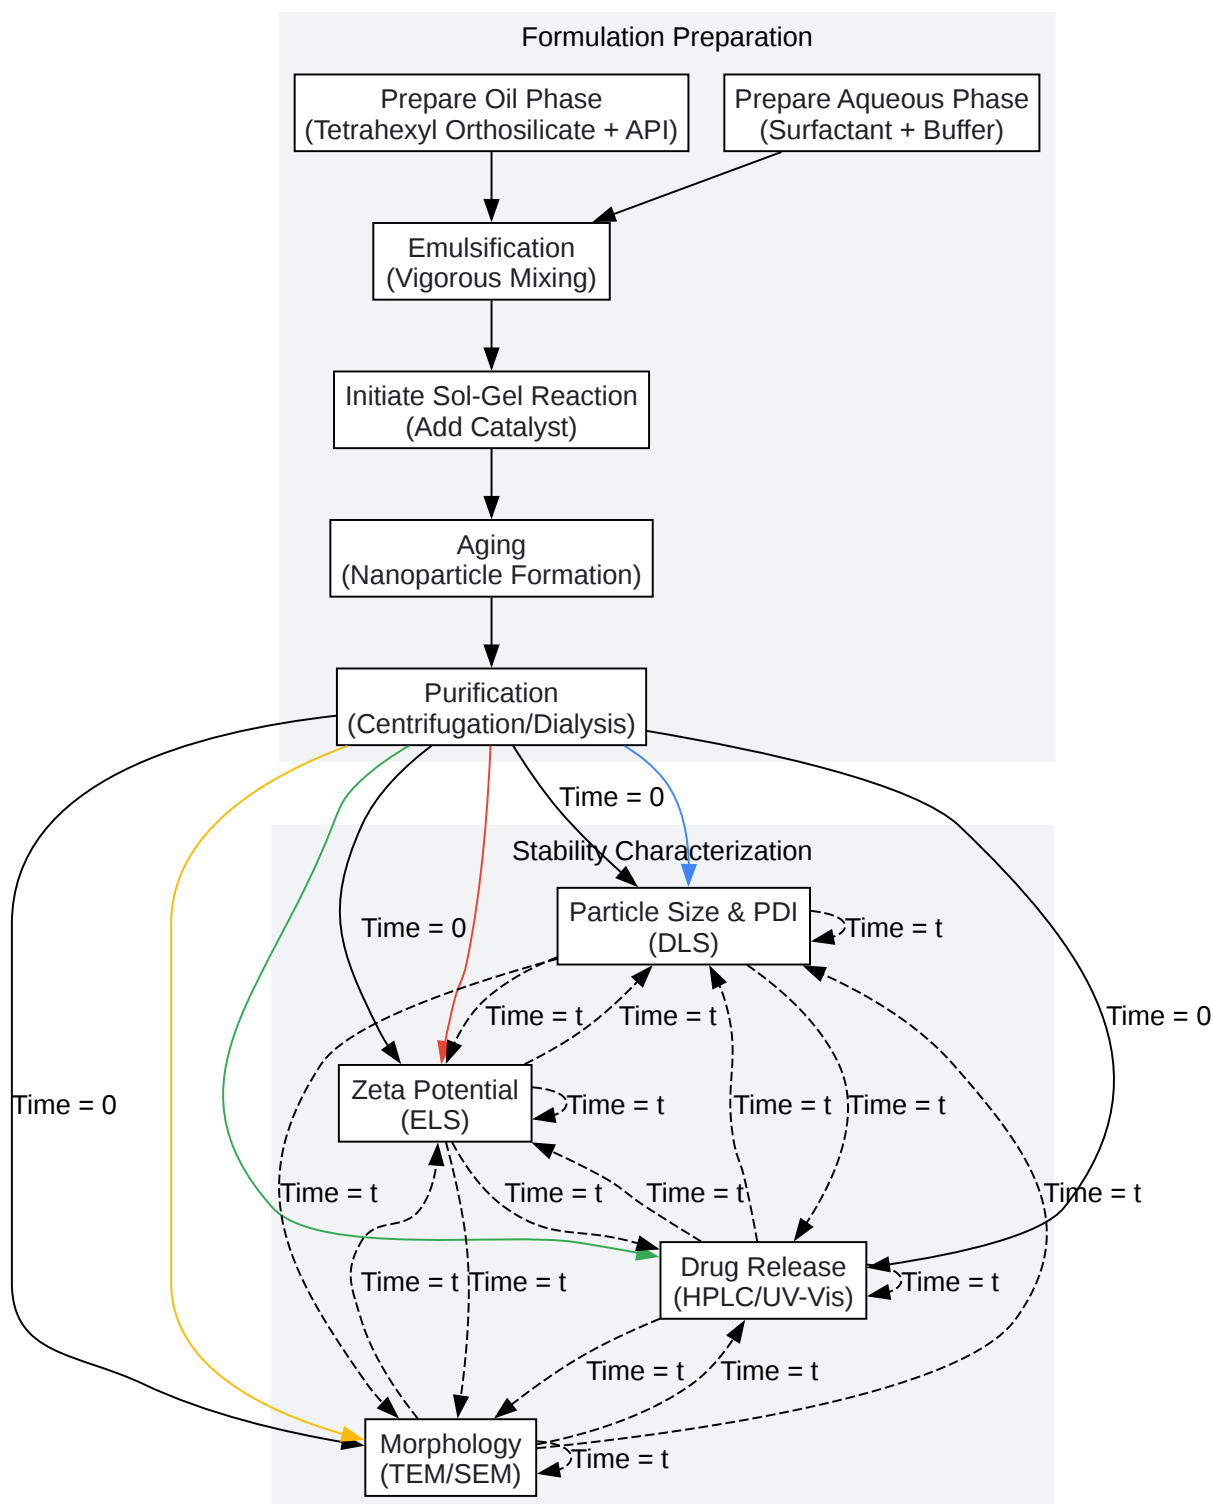 Formulation Preparation
Prepare Oil Phase
(Tetrahexyl Orthosilicate + API)
Prepare Aqueous Phase
(Surfactant + Buffer)
Emulsification
(Vigorous Mixing)
Initiate Sol-Gel Reaction
(Add Catalyst)
Aging
(Nanoparticle Formation)
Purification
(Centrifugation/Dialysis)
Time = 0
Stability Characterization
Particle Size & PDI
(DLS)
Time = 0
Time = t
Time = t
Time = t
Time = 0
Zeta Potential
(ELS)
Time = 0
Time = t
Time = t
Time = t
Time = t
Time = t
Time = t
Time = t
Drug Release
(HPLC/UV-Vis)
Time = t
Time = t
Time = t
Time = t
Time = t
Morphology
(TEM/SEM)
Time = t